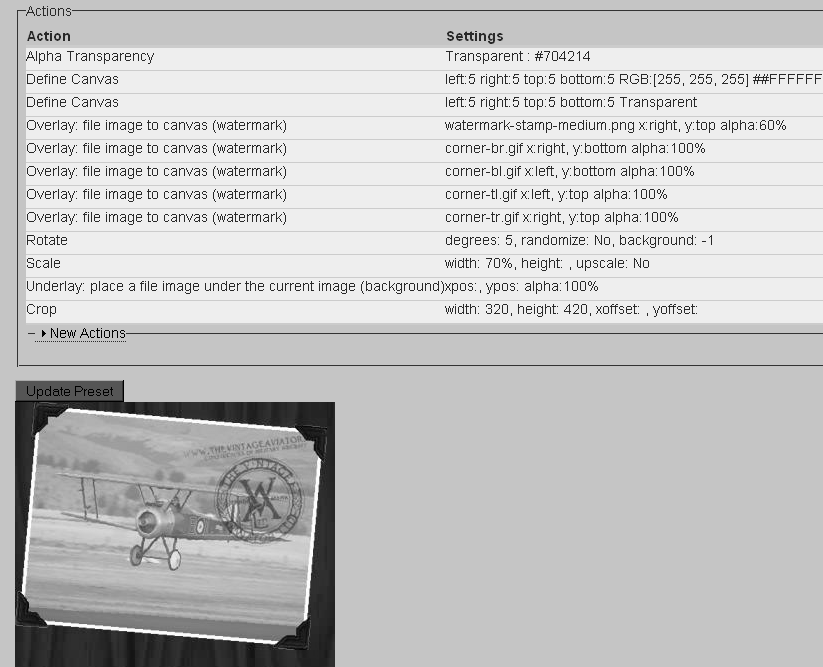 Actions
Action Settings
Alpha Transparency Transparent : #704214
Define Canvas left:5 right:5 top:5 bottom:5 RGB:[255, 255, 255] ##FFFFFF
Define Canvas left:5 right:5 top:5 bottom:5 Transparent
Overlay: file image to canvas (watermark) watermark-stamp-medium.png x:right, y:top alpha:60%
Overlay: file image to canvas (watermark) corner-br.gif x:right, y:bottom alpha:100%
Overlay: file image to canvas (watermark) corner-bl.gif x:left, y:bottom alpha:100%
Overlay: file image to canvas (watermark) corner-tl.gif x:left, y:top alpha:100%
Overlay: file image to canvas (watermark) corner-tr.gif x:right, y:top alpha:100%
Rotate degrees: 5, randomize: No, background: -1
Scale width: 70%, height: , upscale: No
Underlay: place a file image under the current image (background)xpos:, ypos: alpha:100%
Crop width: 320, height: 420, xoffset: , yoffset:
New Actions
Update Preset
WWW.THEVINTAGEAVIATOR
THE VINTAGE